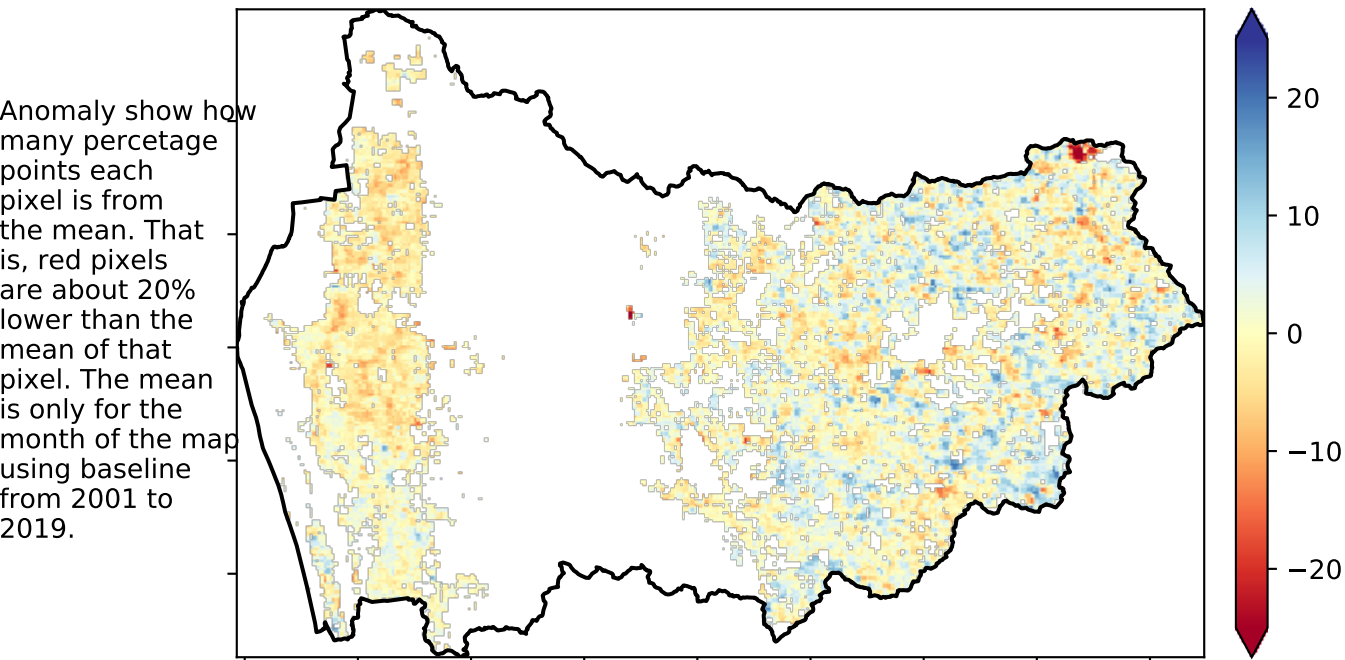 Anomaly show how
many percetage
points each
pixel is from
the mean. That
is, red pixels
are about 20%
lower than the
mean of that
pixel. The mean
is only for the
month of the map
using baseline
from 2001 to
2019.
20
10
0
−10
−20